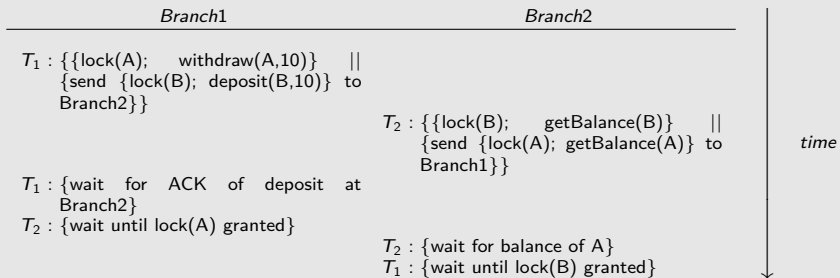 Branch1 Branch2
T1 : {{lock(A); withdraw(A,10)} ||
{send {lock(B); deposit(B,10)} to
Branch2}}
T2 : {{lock(B); getBalance(B)} ||
{send {lock(A); getBalance(A)} to
Branch1}}
time
T1 : {wait for ACK of deposit at
Branch2}
T2 : {wait until lock(A) granted}
T2 : {wait for balance of A}
T1 : {wait until lock(B) granted}